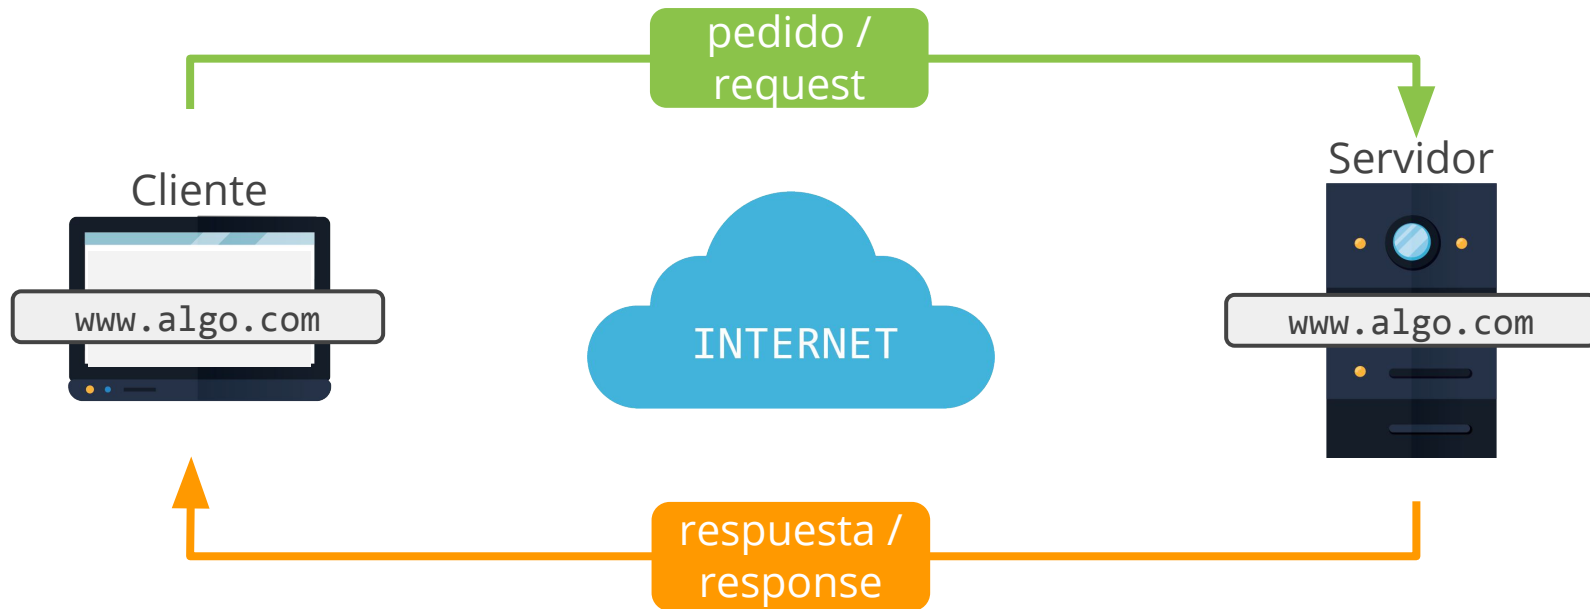 pedido /
request
Cliente
Servidor
www.algo.com
INTERNET
www.algo.com
respuesta /
response